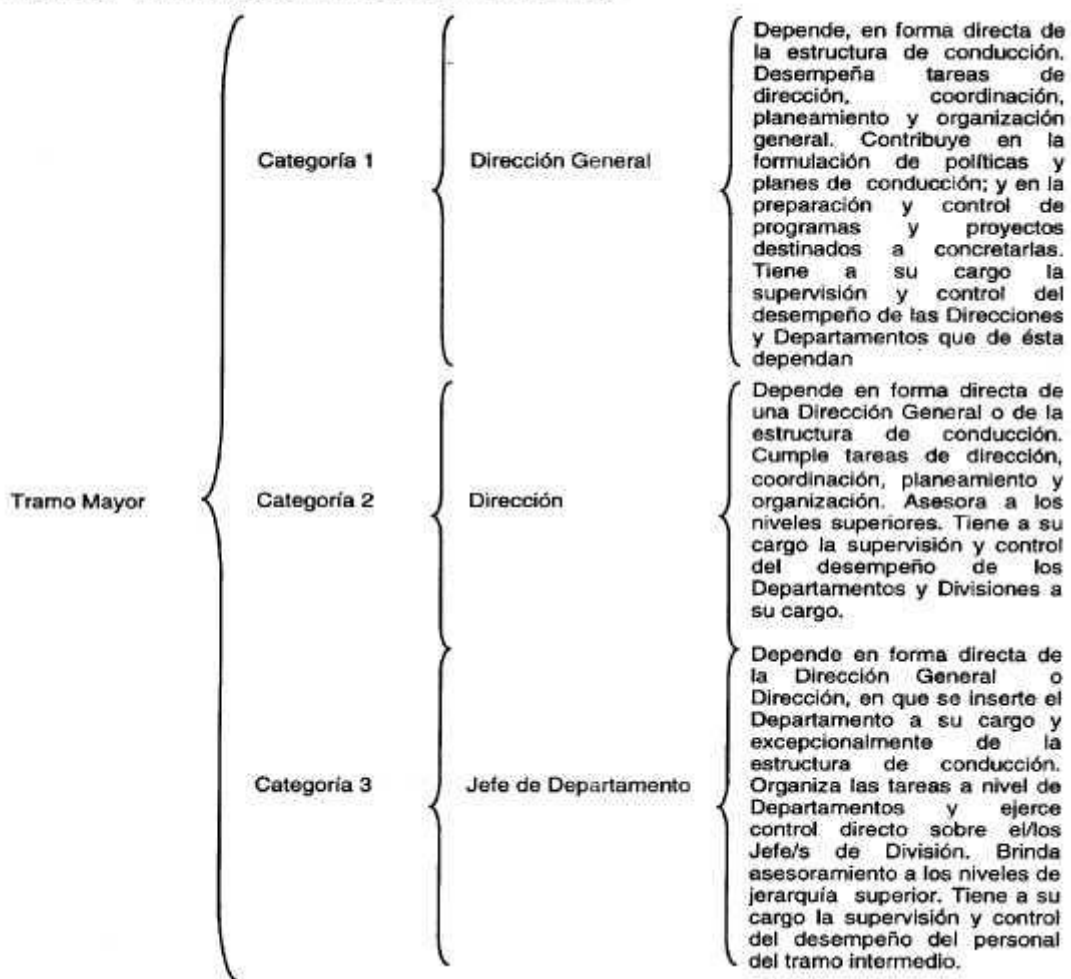 Depende, en forma directa de
la estructura de conducción.
Desempeña tareas de
dirección, coordinación,
planeamiento y organización
general. Contribuye en la
formulación de políticas y
planes de conducción; y en la
preparación y control de
programas y proyectos
destinados a concretarlas.
Tiene a su cargo la
supervisión y control del
desempeño de las Direcciones
y Departamentos que de ésta
dependan
Categoría 1
Dirección General
Depende en forma directa de
una Dirección General o de la
estructura de conducción.
Cumple tareas de dirección,
coordinación, planeamiento y
organización. Asesora a los
niveles superiores. Tiene a su
cargo la supervisión y control
del desempeño de los
Departamentos y Divisiones a
su cargo.
Tramo Mayor
Categoría 2
Dirección
Depende en forma directa de
la Dirección General o
Dirección, en que se inserte el
Departamento a su cargo y
excepcionalmente de la
estructura de conducción.
Organiza las tareas a nivel de
Departamentos y ejerce
control directo sobre el/los
Jefe/s de División. Brinda
asesoramiento a los niveles de
jerarquía superior. Tiene a su
cargo la supervisión y control
del desempeño del personal
del tramo intermedio.
Categoría 3
Jefe de Departamento